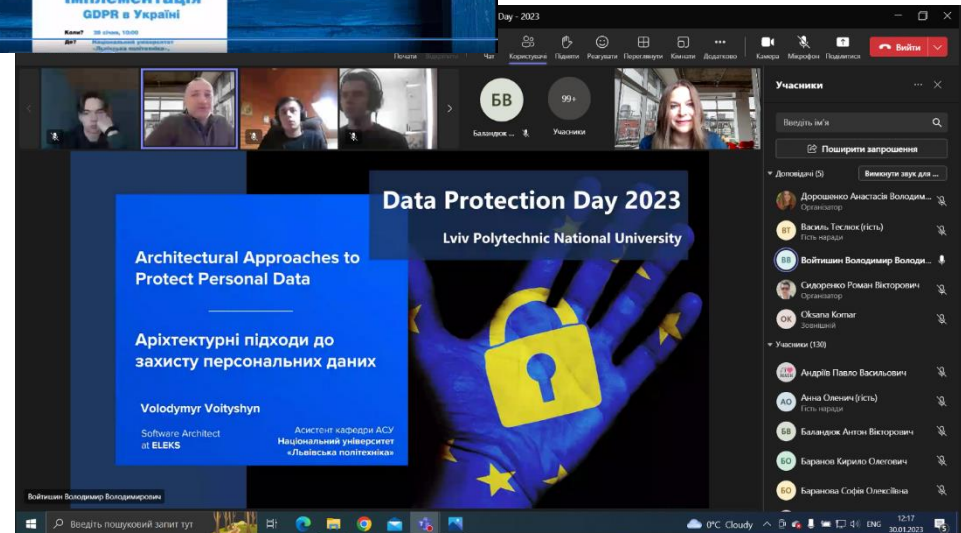 ІМПЛЕМЕНТАЦІЯ
GDPR в Україні
Коли? 30 січня, 10:00
Де? Національний університет
«Львівська політехніка»,
Day - 2023
Чат
Користувачі
Підняти
Реагувати
Переглянути
Кімнати
Додатково
Камера
Мікрофон
Поділитися
Вийти
БВ
Баландюк ...
99+
Учасники
Учасники
Введіть ім'я
Поширити запрошення
Доповідачі (5)
Вимкнути звук для ...
Дорошенко Анастасія Володим...
Організатор
ВТ
Василь Теслюк (гість)
Гість наради
ВВ
Войтишин Володимир Володи...
Сидоренко Роман Вікторович
Організатор
OK
Oksana Komar
Зовнішній
Учасники (130)
Андріїв Павло Васильович
АО
Анна Оленич (гість)
Гість наради
БВ
Баландюк Антон Вікторович
БО
Баранов Кирило Олегович
БО
Баранова Софія Олексіївна
Data Protection Day 2023
Lviv Polytechnic National University
Architectural Approaches to
Protect Personal Data
Архітектурні підходи до
захисту персональних даних
Volodymyr Voityshyn
Software Architect
at ELEKS
Асистент кафедри АСУ
Національний університет
«Львівська політехніка»
Войтишин Володимир Володимирович
Введіть пошуковий запит тут
0°C Cloudy
ENG
12:17
30.01.2023